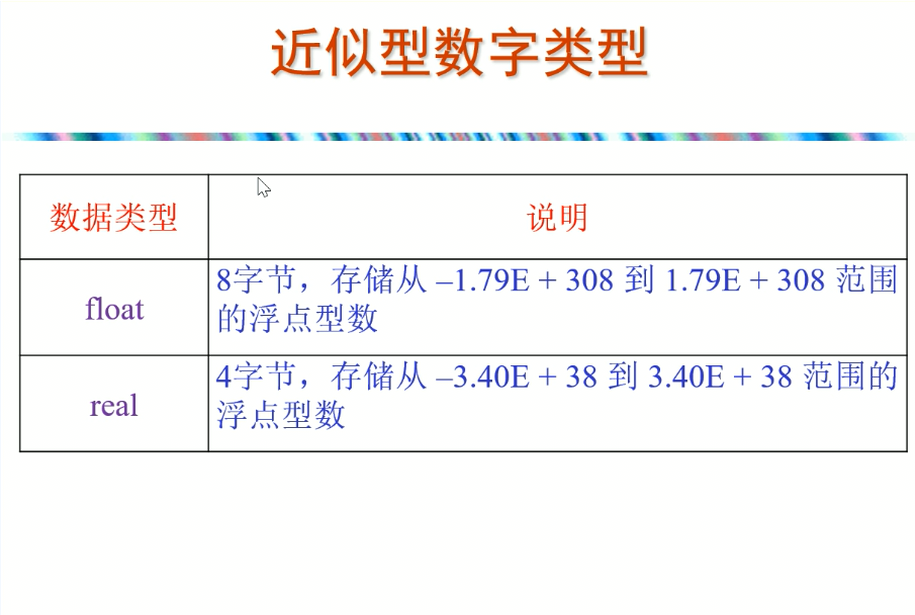 近似型数字类型
数据类型
说明
float
8字节，存储从 –1.79E + 308 到 1.79E + 308 范围
的浮点型数
real
4字节，存储从 –3.40E + 38 到 3.40E + 38 范围的
浮点型数